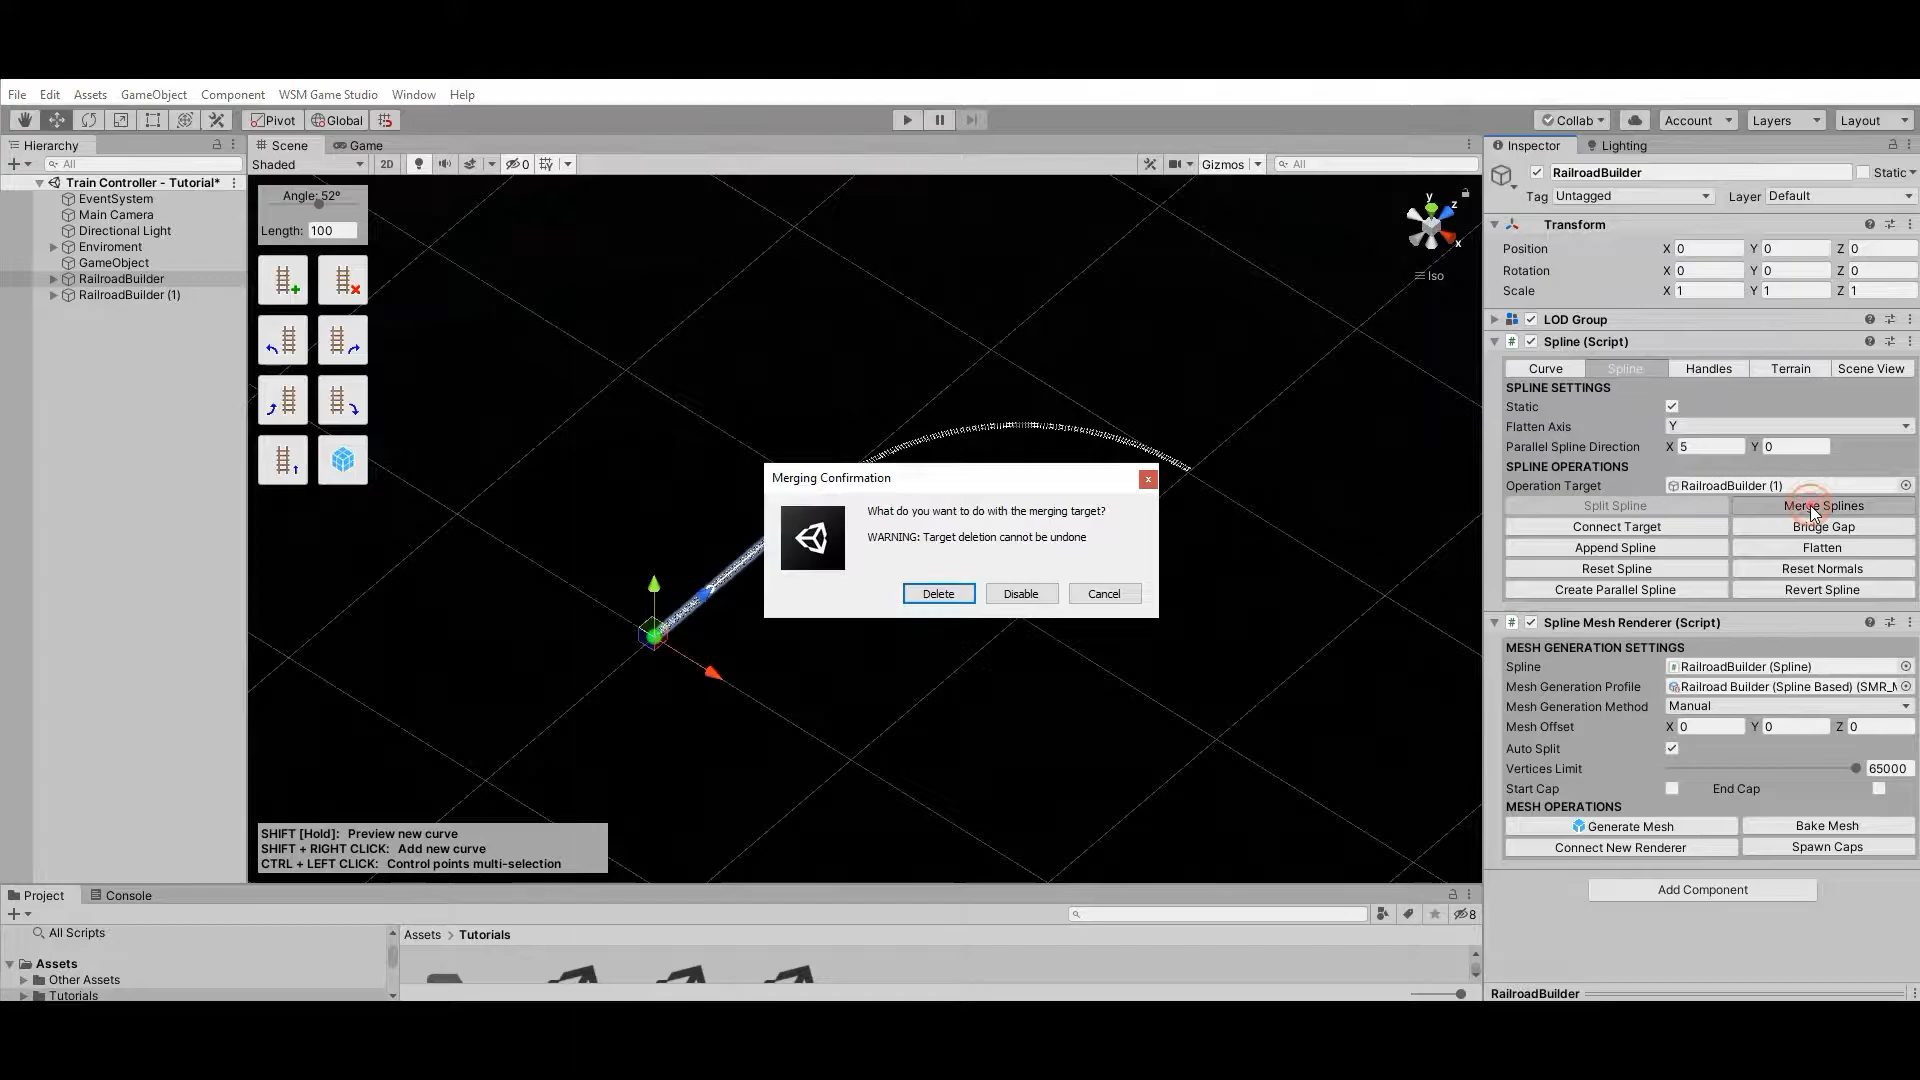 File Edit Assets GameObject Component WSM Game Studio Window Help
Pivot Global Collab Account Layers Layout
Hierarchy
All
Train Controller - Tutorial*
EventSystem
Main Camera
Directional Light
Enviroment
GameObject
RailroadBuilder
RailroadBuilder (1)
Scene Game
Shaded 2D 0 Gizmos All
Angle: 52º
Length: 100
y
z
x
Iso
Merging Confirmation x
What do you want to do with the merging target?
WARNING: Target deletion cannot be undone
Delete Disable Cancel
SHIFT [Hold]: Preview new curve
SHIFT + RIGHT CLICK: Add new curve
CTRL + LEFT CLICK: Control points multi-selection
Inspector Lighting
RailroadBuilder Static
Tag Untagged Layer Default
Transform
Position X 0 Y 0 Z 0
Rotation X 0 Y 0 Z 0
Scale X 1 Y 1 Z 1
LOD Group
# Spline (Script)
Curve Spline Handles Terrain Scene View
SPLINE SETTINGS
Static
Flatten Axis Y
Parallel Spline Direction X 5 Y 0
SPLINE OPERATIONS
Operation Target RailroadBuilder (1)
Split Spline Merge Splines
Connect Target Bridge Gap
Append Spline Flatten
Reset Spline Reset Normals
Create Parallel Spline Revert Spline
# Spline Mesh Renderer (Script)
MESH GENERATION SETTINGS
Spline # RailroadBuilder (Spline)
Mesh Generation Profile Railroad Builder (Spline Based) (SMR_M
Mesh Generation Method Manual
Mesh Offset X 0 Y 0 Z 0
Auto Split
Vertices Limit 65000
Start Cap End Cap
MESH OPERATIONS
Generate Mesh Bake Mesh
Connect New Renderer Spawn Caps
Add Component
RailroadBuilder
Project Console
8
All Scripts
Assets
Other Assets
Tutorials
Assets > Tutorials